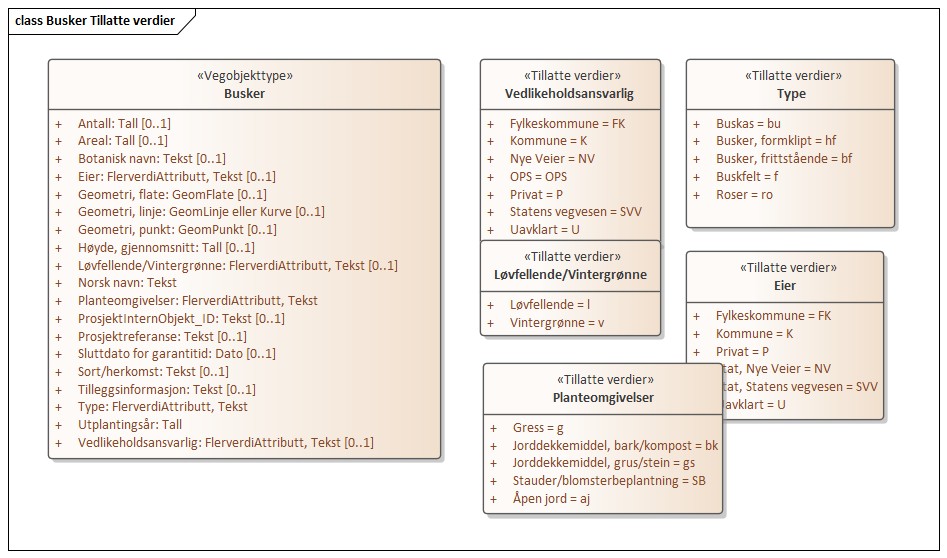 class Busker Tillatte verdier
«Vegobjekttype»
Busker
+ Antall: Tall [0..1]
+ Areal: Tall [0..1]
+ Botanisk navn: Tekst [0..1]
+ Eier: FlerverdiAttributt, Tekst [0..1]
+ Geometri, flate: GeomFlate [0..1]
+ Geometri, linje: GeomLinje eller Kurve [0..1]
+ Geometri, punkt: GeomPunkt [0..1]
+ Høyde, gjennomsnitt: Tall [0..1]
+ Løvfellende/Vintergrønne: FlerverdiAttributt, Tekst [0..1]
+ Norsk navn: Tekst
+ Planteomgivelser: FlerverdiAttributt, Tekst
+ ProsjektInternObjekt_ID: Tekst [0..1]
+ Prosjektreferanse: Tekst [0..1]
+ Sluttdato for garantitid: Dato [0..1]
+ Sort/herkomst: Tekst [0..1]
+ Tilleggsinformasjon: Tekst [0..1]
+ Type: FlerverdiAttributt, Tekst
+ Utplantingsår: Tall
+ Vedlikeholdsansvarlig: FlerverdiAttributt, Tekst [0..1]
«Tillatte verdier»
Vedlikeholdsansvarlig
+ Fylkeskommune = FK
+ Kommune = K
+ Nye Veier = NV
+ OPS = OPS
+ Privat = P
+ Statens vegvesen = SVV
+ Uavklart = U
«Tillatte verdier»
Løvfellende/Vintergrønne
+ Løvfellende = l
+ Vintergrønne = v
«Tillatte verdier»
Type
+ Buskas = bu
+ Busker, formklipt = hf
+ Busker, frittstående = bf
+ Buskfelt = f
+ Roser = ro
«Tillatte verdier»
Eier
+ Fylkeskommune = FK
+ Kommune = K
+ Privat = P
tat, Nye Veier = NV
tat, Statens vegvesen = SVV
avklart = U
«Tillatte verdier»
Planteomgivelser
+ Gress = g
+ Jorddekkemiddel, bark/kompost = bk
+ Jorddekkemiddel, grus/stein = gs
+ Stauder/blomsterbeplantning = SB
+ Åpen jord = aj